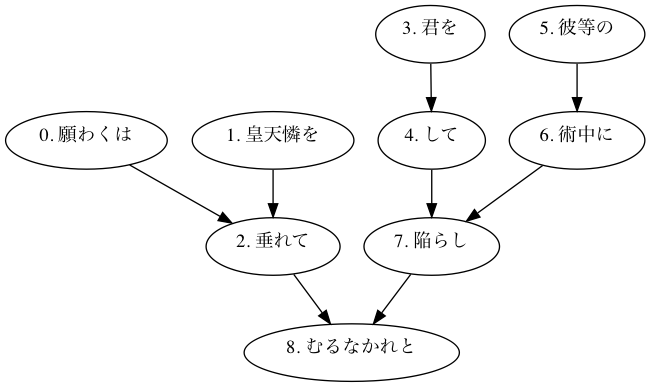 3. 君を
5. 彼等の
0. 願わくは
1. 皇天憐を
4. して
6. 術中に
2. 垂れて
7. 陥らし
8. むるなかれと